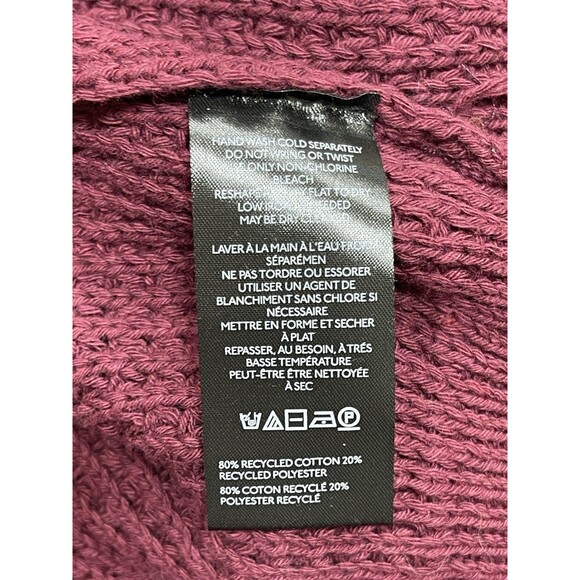 HAND WASH COLD SEPARATELY
DO NOT WRING OR TWIST
ONLY NON-CHLORINE
BLEACH
FLAT TO DRY
LOW
MAY BE DRY
LAVER À LA MAIN À L'EAU
SÉPARÉMEN
NE PAS TORDRE OU ESSORER
UTILISER UN AGENT DE
BLANCHIMENT SANS CHLORE SI
NÉCESSAIRE
METTRE EN FORME ET SECHER
À PLAT
REPASSER, AU BESOIN, À TRÉS
BASSE TEMPÉRATURE
PEUT-ÊTRE ÊTRE NETTOYÉE
À SEC
P
80% RECYCLED COTTON 20%
RECYCLED POLYESTER
80% COTON RECYCLÉ 20%
POLYESTER RECYCLÉ